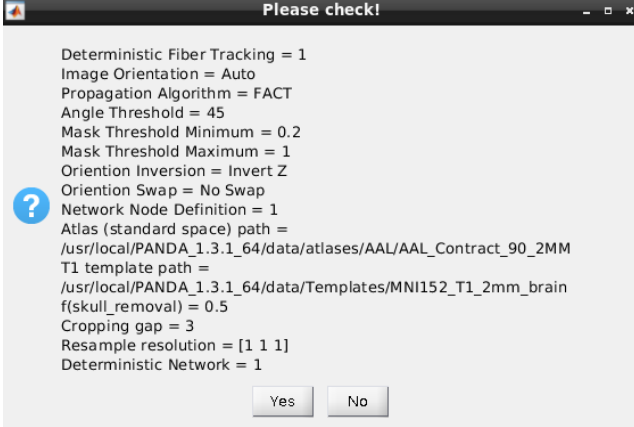 Please check!
Deterministic Fiber Tracking = 1
Image Orientation = Auto
Propagation Algorithm = FACT
Angle Threshold = 45
Mask Threshold Minimum = 0.2
Mask Threshold Maximum = 1
Oriention Inversion = Invert Z
Oriention Swap = No Swap
Network Node Definition = 1
Atlas (standard space) path =
/usr/local/PANDA_1.3.1_64/data/atlases/AAL/AAL_Contract_90_2MM
T1 template path =
/usr/local/PANDA_1.3.1_64/data/Templates/MNI152_T1_2mm_brain
f(skull_removal) = 0.5
Cropping gap = 3
Resample resolution = [1 1 1]
Deterministic Network = 1
Yes No